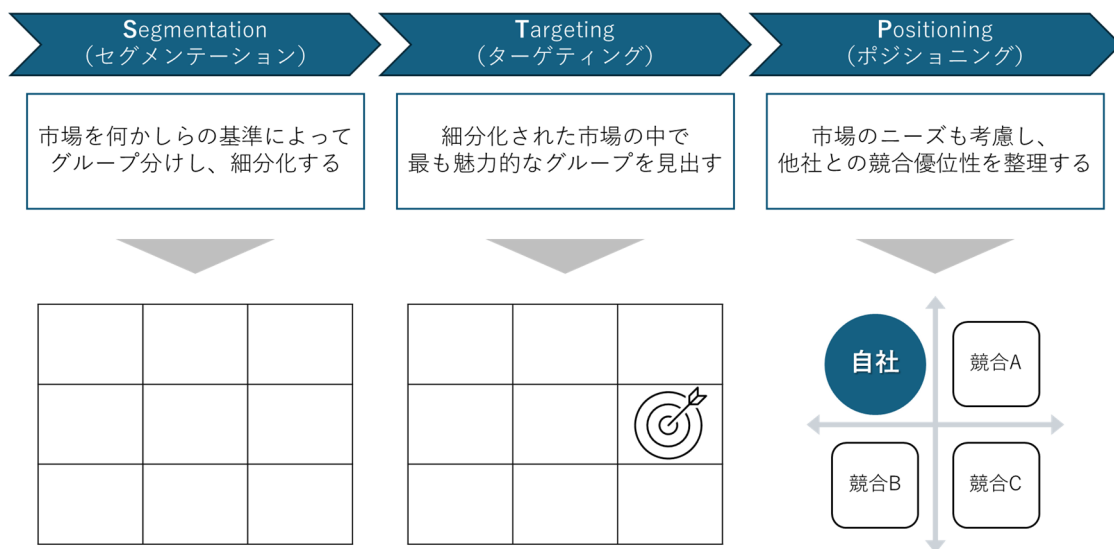 Segmentation
（セグメンテーション）
Targeting
（ターゲティング）
Positioning
（ポジショニング）
市場を何かしらの基準によって
グループ分けし、細分化する
細分化された市場の中で
最も魅力的なグループを見出す
市場のニーズも考慮し、
他社との競合優位性を整理する
自社
競合A
競合B
競合C